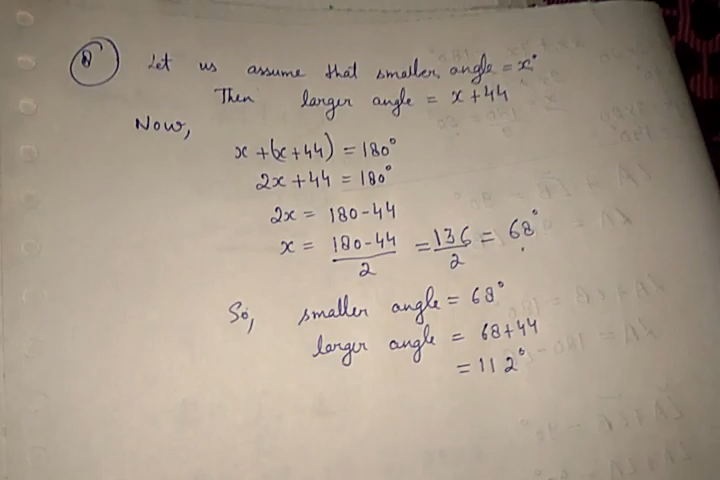 8 Let us assume that smaller angle = x°
Then larger angle = x + 44
Now,
x + (x + 44) = 180°
2x + 44 = 180°
2x = 180 - 44
x = 180 - 44 / 2 = 136 / 2 = 68°
So, smaller angle = 68°
larger angle = 68 + 44
= 112°